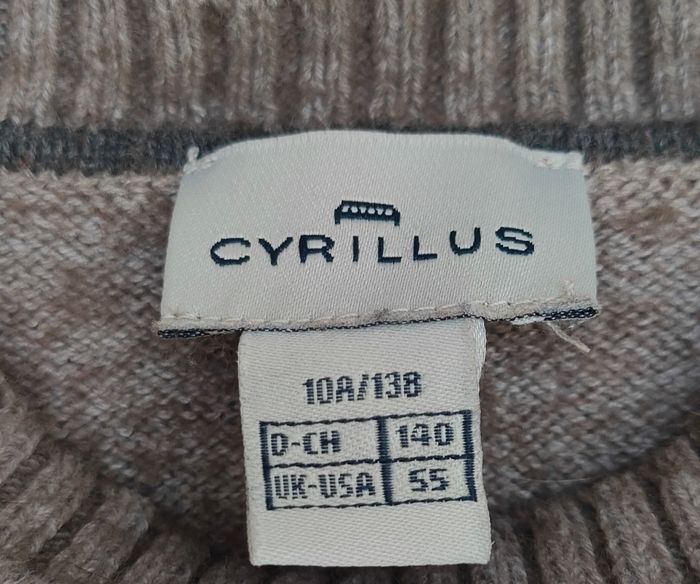 CYRILLUS
10A/138
D-CH 140
UK-USA 55